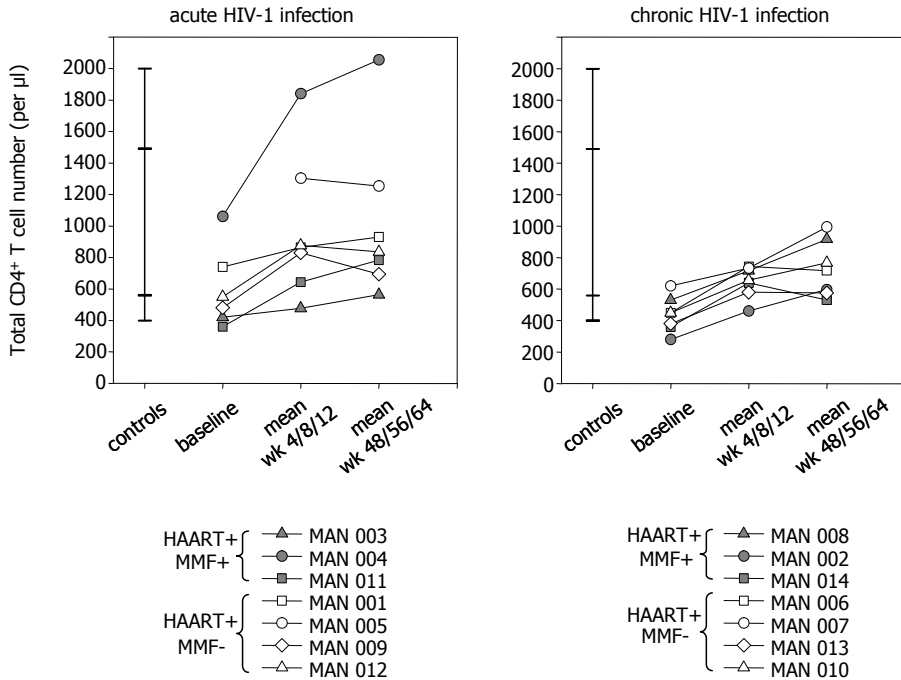 acute HIV-1 infection
chronic HIV-1 infection
Total CD4+ T cell number (per µl)
2000
1800
1600
1400
1200
1000
800
600
400
200
0
controls
baseline
mean
wk 4/8/12
mean
wk 48/56/64
2000
1800
1600
1400
1200
1000
800
600
400
200
0
controls
baseline
mean
wk 4/8/12
mean
wk 48/56/64
HAART+
MMF+
MAN 003
MAN 004
MAN 011
HAART+
MMF-
MAN 001
MAN 005
MAN 009
MAN 012
HAART+
MMF+
MAN 008
MAN 002
MAN 014
HAART+
MMF-
MAN 006
MAN 007
MAN 013
MAN 010